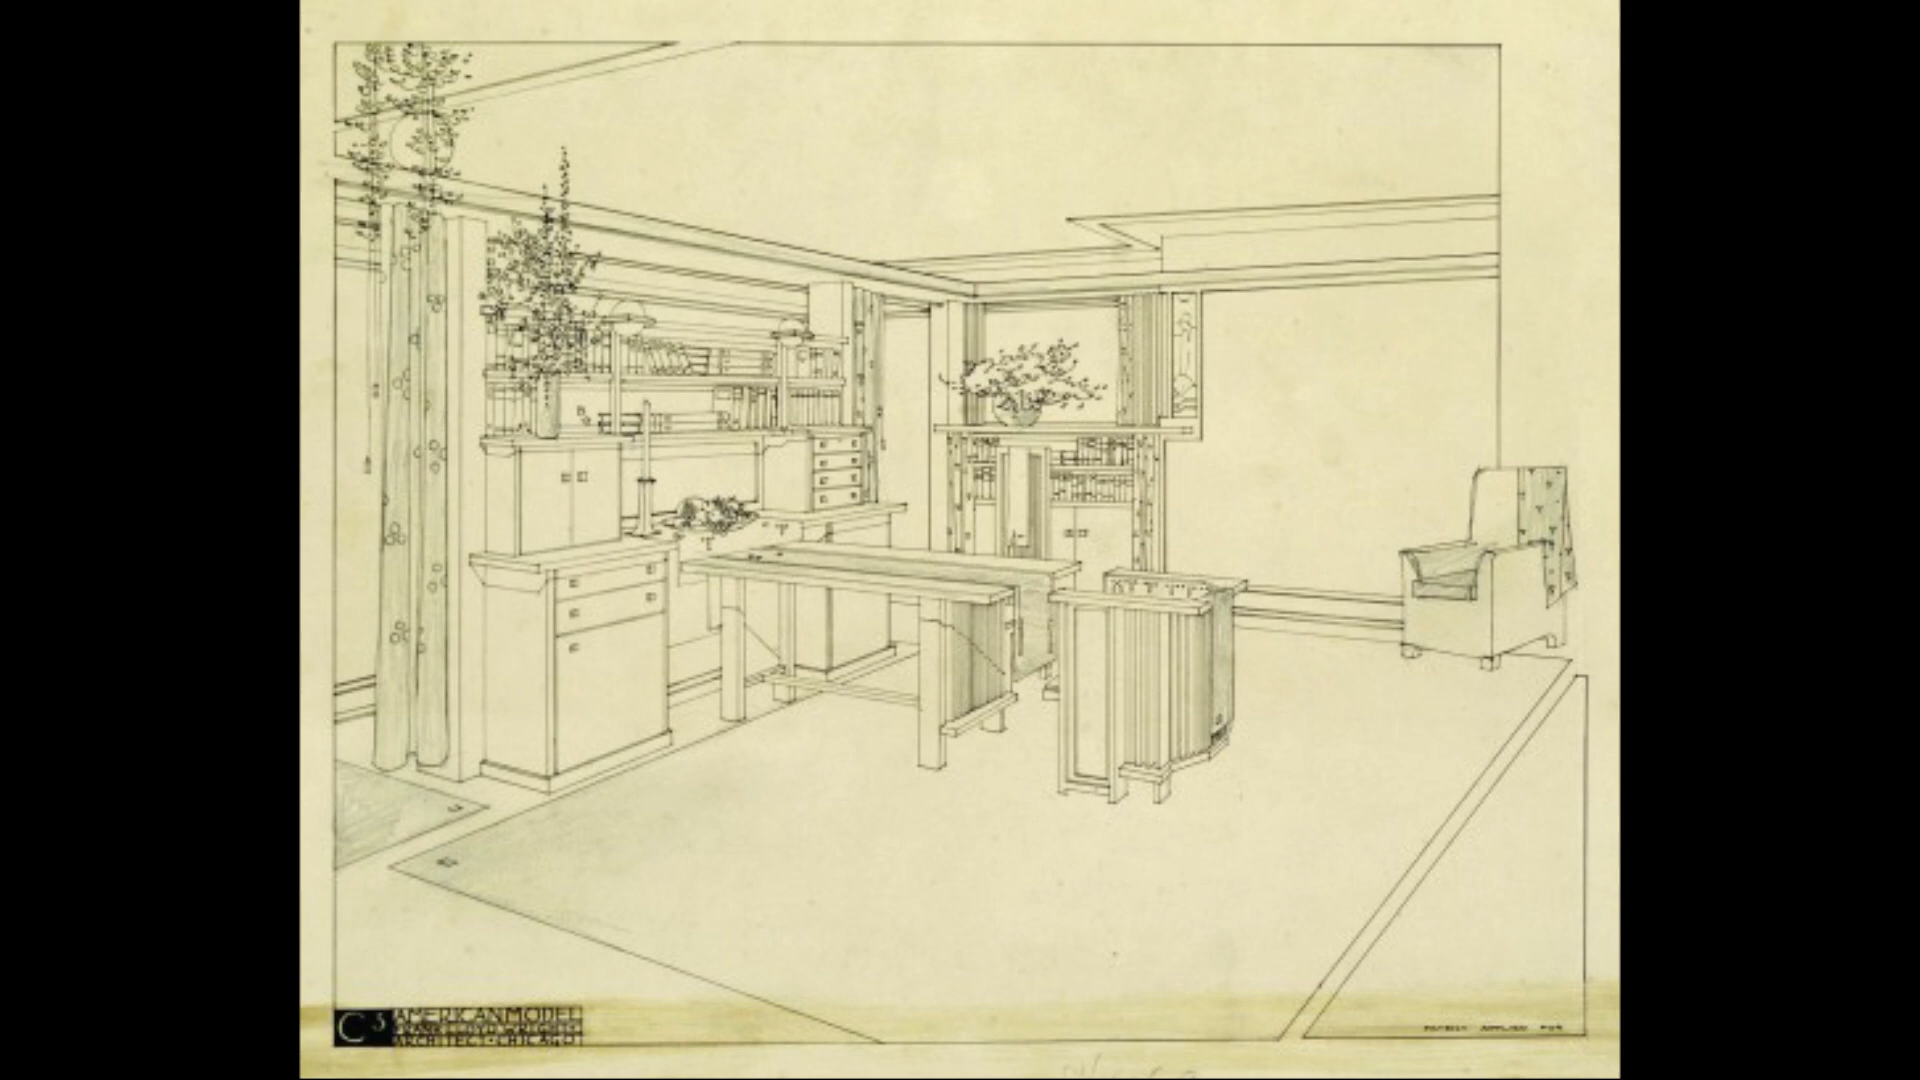 C3
AMERICAN MODEL
FRANK LLOYD WRIGHT
ARCHITECT · CHICAGO
PATENT APPLIED FOR